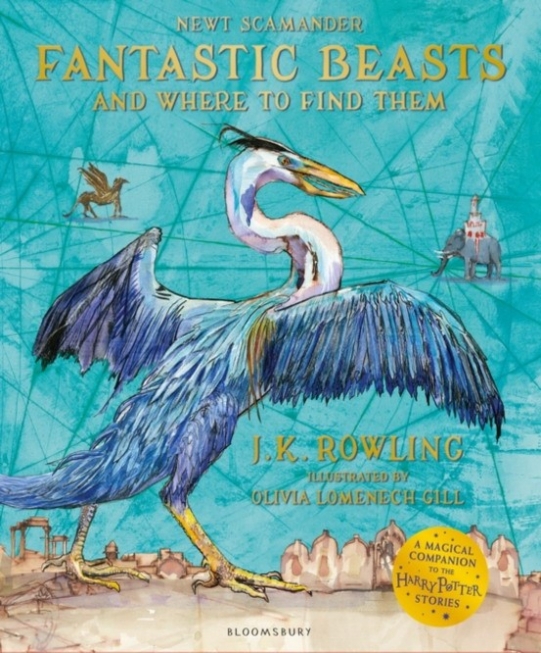 NEWT SCAMANDER
FANTASTIC BEASTS
AND WHERE TO FIND THEM
J.K. ROWLING
ILLUSTRATED BY
OLIVIA LOMENECH GILL
A MAGICAL
COMPANION
TO THE
HARRY POTTER
STORIES
BLOOMSBURY